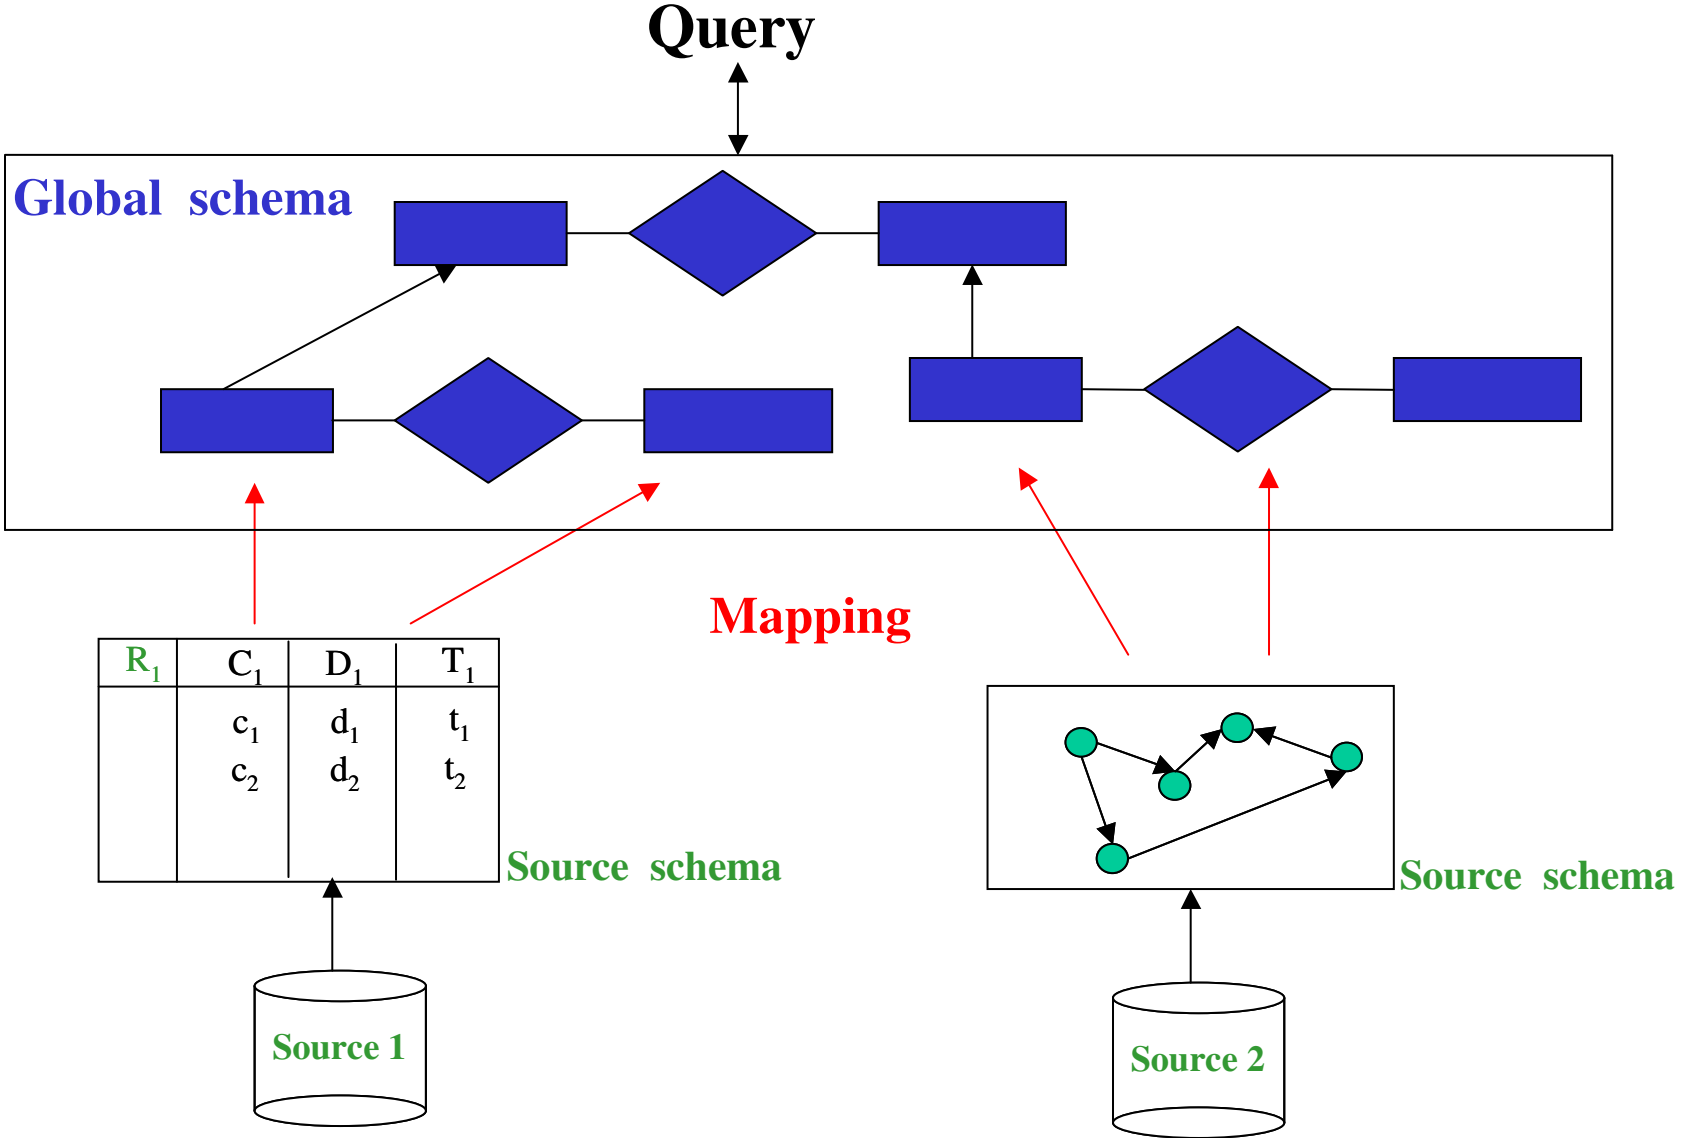 Query
Global schema
Mapping
R₁ C₁ D₁ T₁
c₁ d₁ t₁
c₂ d₂ t₂
Source schema
Source schema
Source 1
Source 2